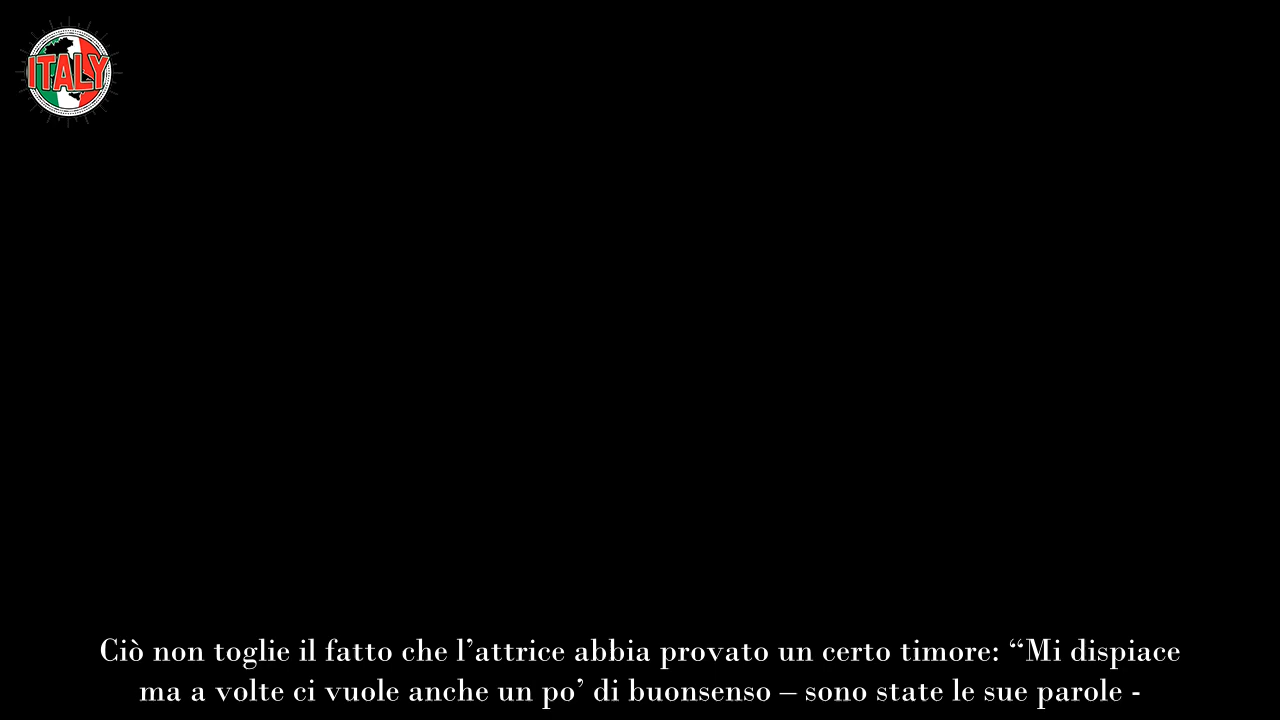 ITALY
Ciò non toglie il fatto che l’attrice abbia provato un certo timore: “Mi dispiace
ma a volte ci vuole anche un po’ di buonsenso – sono state le sue parole -